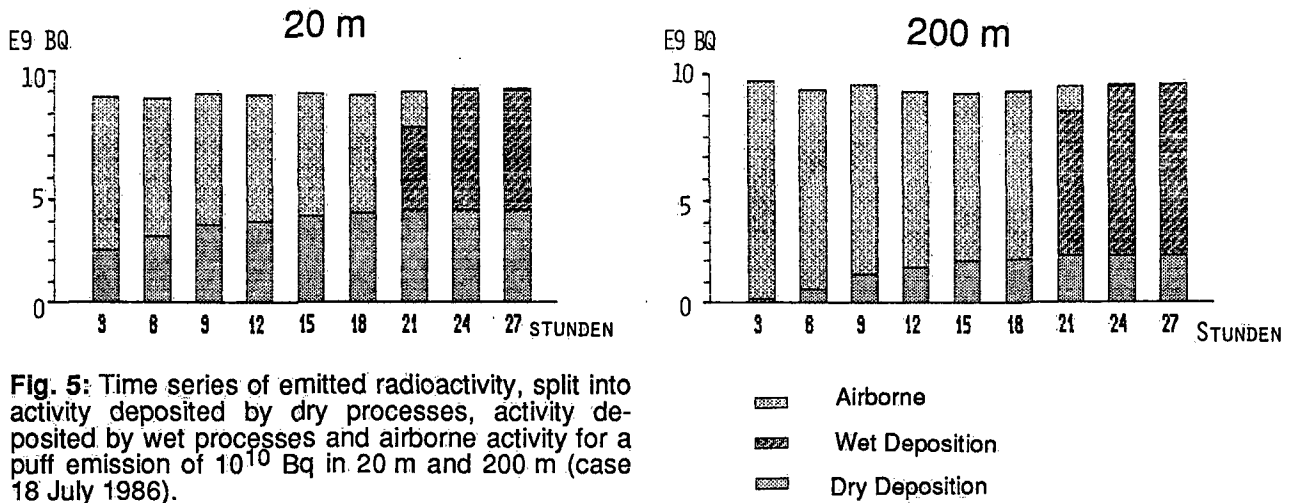 20 m
E9 BQ
10
5
0
3 6 9 12 15 18 21 24 27 STUNDEN
200 m
E9 BQ
10
5
0
3 6 9 12 15 18 21 24 27 STUNDEN
Fig. 5: Time series of emitted radioactivity, split into
activity deposited by dry processes, activity de-
posited by wet processes and airborne activity for a
puff emission of 10¹⁰ Bq in 20 m and 200 m (case
18 July 1986).
Airborne
Wet Deposition
Dry Deposition